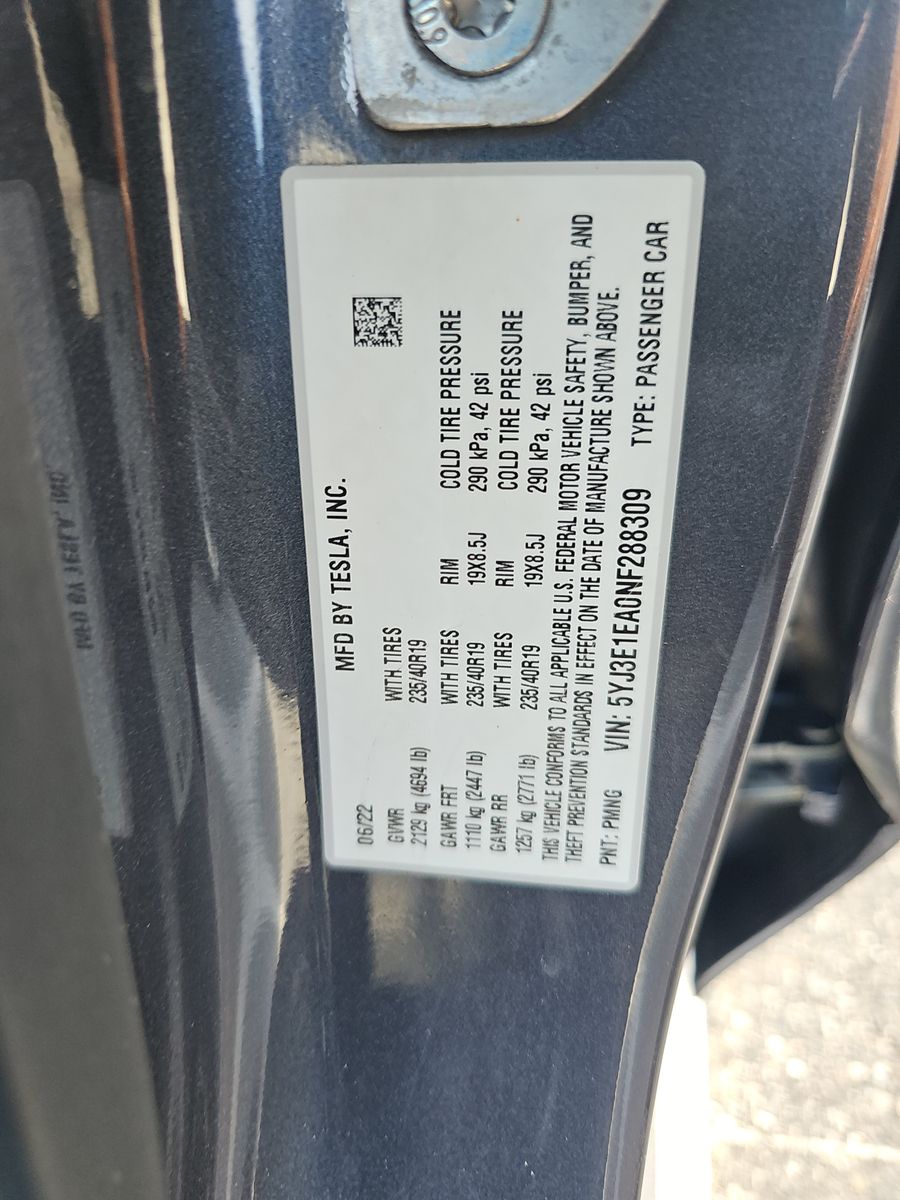 MFD BY TESLA, INC.
06/22
GVWR WITH TIRES
2129 kg (4694 lb) 235/40R19
GAWR FRT WITH TIRES RIM COLD TIRE PRESSURE
1110 kg (2447 lb) 235/40R19 19X8.5J 290 kPa, 42 psi
GAWR RR WITH TIRES RIM COLD TIRE PRESSURE
1257 kg (2771 lb) 235/40R19 19X8.5J 290 kPa, 42 psi
THIS VEHICLE CONFORMS TO ALL APPLICABLE U.S. FEDERAL MOTOR VEHICLE SAFETY, BUMPER, AND
THEFT PREVENTION STANDARDS IN EFFECT ON THE DATE OF MANUFACTURE SHOWN ABOVE.
PNT: PMNG VIN: 5YJ3E1EA0NF288309 TYPE: PASSENGER CAR